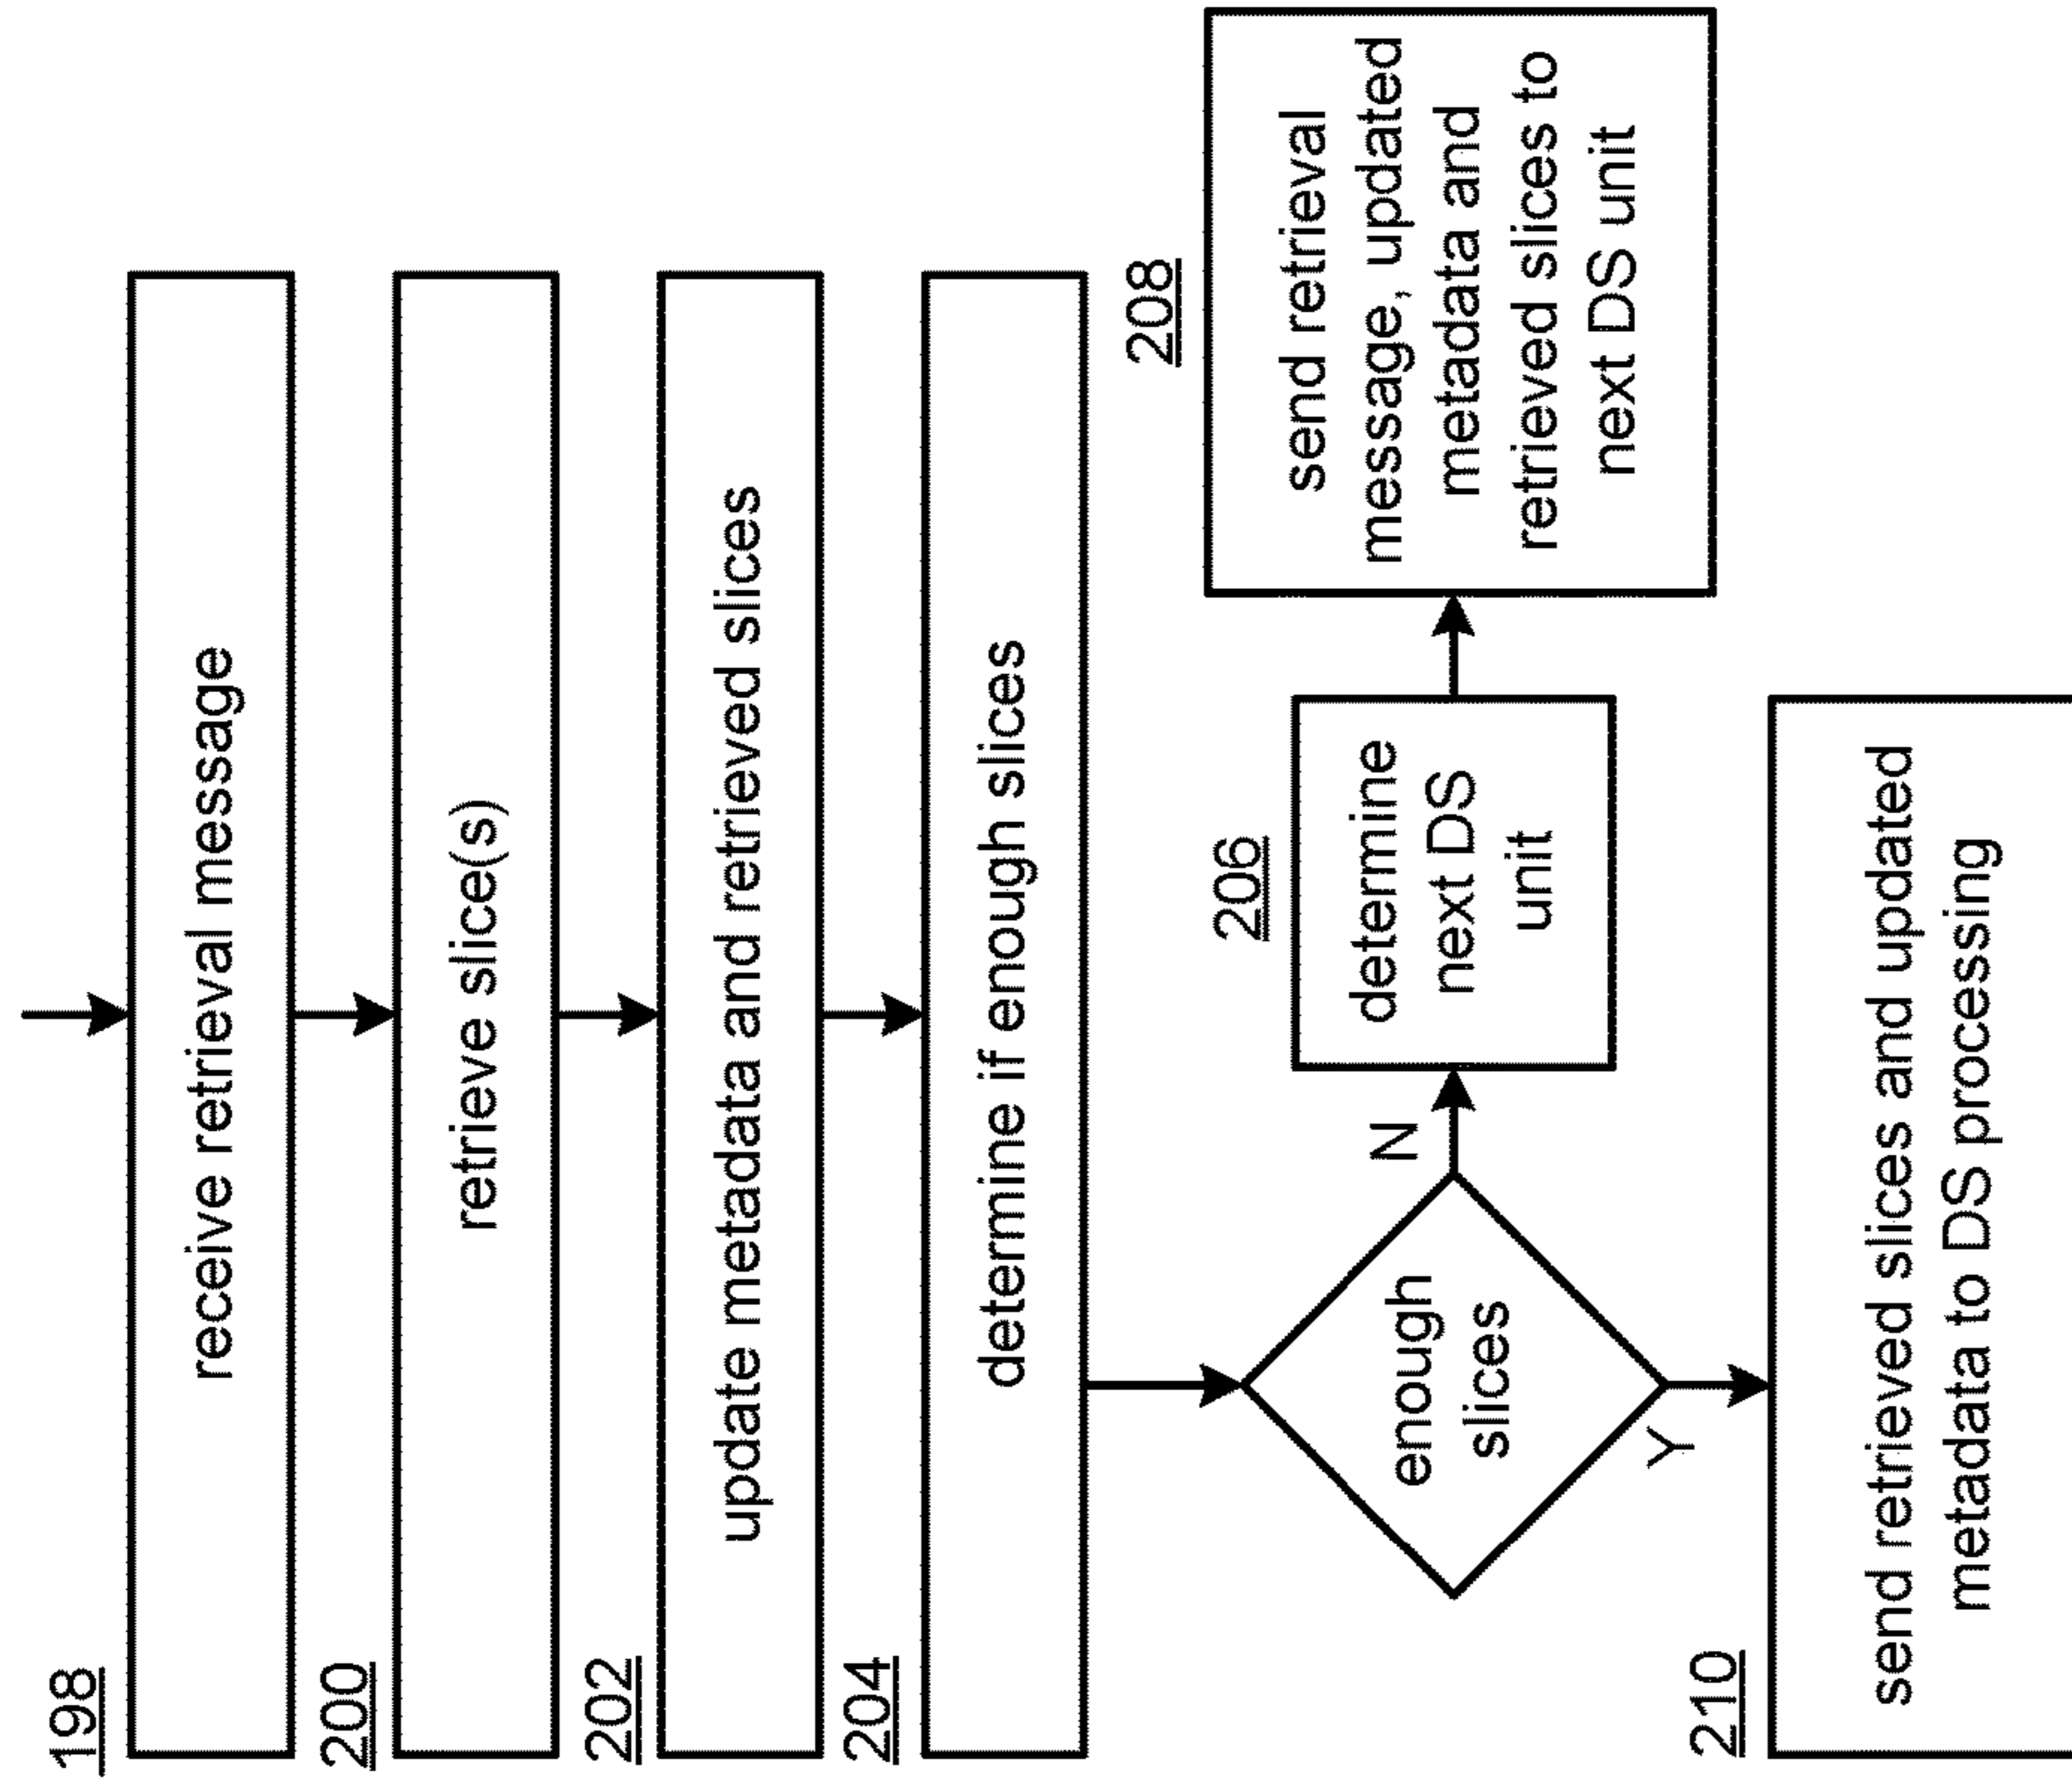 198
receive retrieval message
200
retrieve slice(s)
202
update metadata and retrieved slices
204
determine if enough slices
enough
slices
N
Y
206
determine
next DS
unit
208
send retrieval
message, updated
metadata and
retrieved slices to
next DS unit
210
send retrieved slices and updated
metadata to DS processing